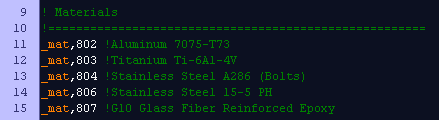 9 ! Materials
10 !====================================================
11 _mat,802 !Aluminum 7075-T73
12 _mat,803 !Titanium Ti-6Al-4V
13 _mat,804 !Stainless Steel A286 (Bolts)
14 _mat,806 !Stainless Steel 15-5 PH
15 _mat,807 !G10 Glass Fiber Reinforced Epoxy